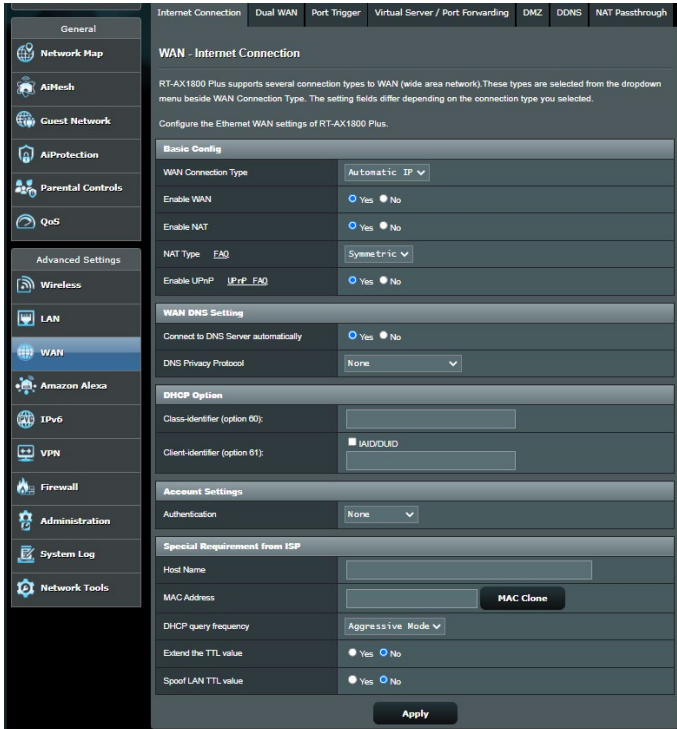 General
Network Map
AiMesh
Guest Network
AiProtection
Parental Controls
QoS
Advanced Settings
Wireless
LAN
WAN
Amazon Alexa
IPv6
VPN
Firewall
Administration
System Log
Network Tools
Internet Connection Dual WAN Port Trigger Virtual Server / Port Forwarding DMZ DDNS NAT Passthrough
WAN - Internet Connection
RT-AX1800 Plus supports several connection types to WAN (wide area network).These types are selected from the dropdown
menu beside WAN Connection Type. The setting fields differ depending on the connection type you selected.
Configure the Ethernet WAN settings of RT-AX1800 Plus.
Basic Config
WAN Connection Type Automatic IP
Enable WAN Yes No
Enable NAT Yes No
NAT Type FAQ Symmetric
Enable UPnP UPnP FAQ Yes No
WAN DNS Setting
Connect to DNS Server automatically Yes No
DNS Privacy Protocol None
DHCP Option
Class-identifier (option 60):
Client-identifier (option 61): IAID/DUID
Account Settings
Authentication None
Special Requirement from ISP
Host Name
MAC Address MAC Clone
DHCP query frequency Aggressive Mode
Extend the TTL value Yes No
Spoof LAN TTL value Yes No
Apply